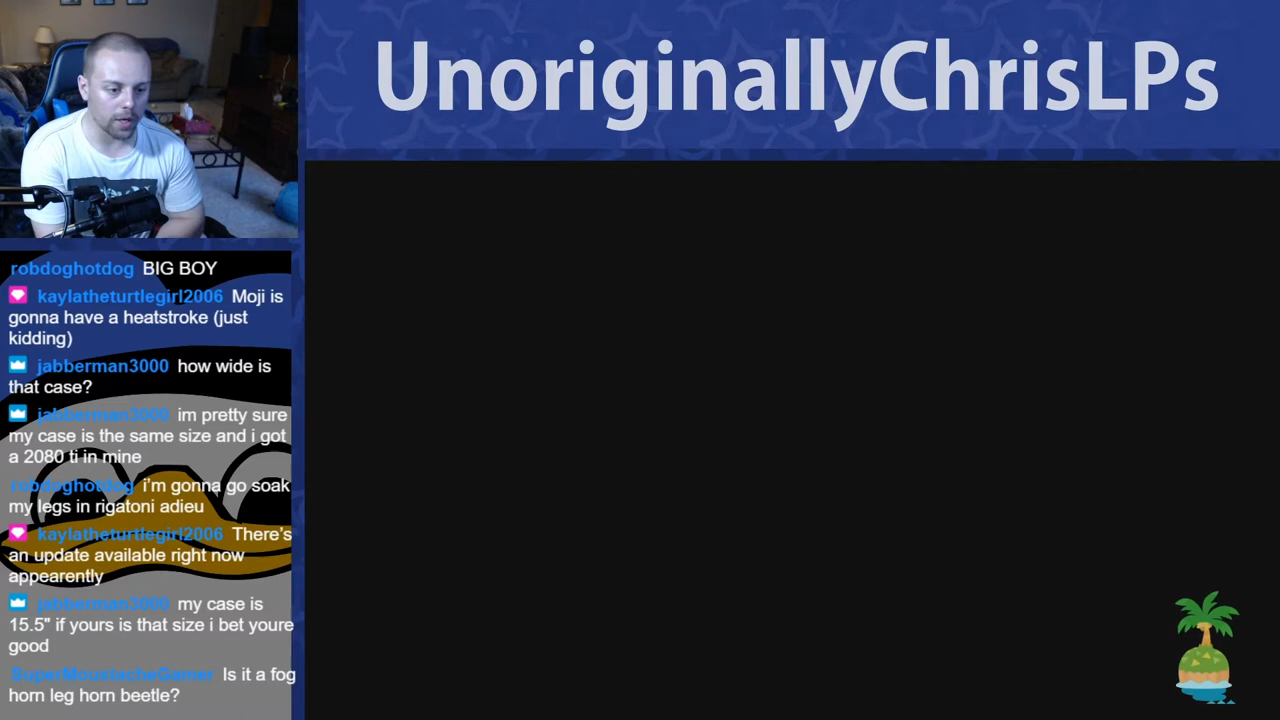 UnoriginallyChrisLPs
robdoghotdog BIG BOY
kaylatheturtlegirl2006 Moji is
gonna have a heatstroke (just
kidding)
jabberman3000 how wide is
that case?
jabberman3000 im pretty sure
my case is the same size and i got
a 2080 ti in mine
robdoghotdog i'm gonna go soak
my legs in rigatoni adieu
kaylatheturtlegirl2006 There's
an update available right now
appearently
jabberman3000 my case is
15.5" if yours is that size i bet youre
good
SuperMoustacheGamer Is it a fog
horn leg horn beetle?